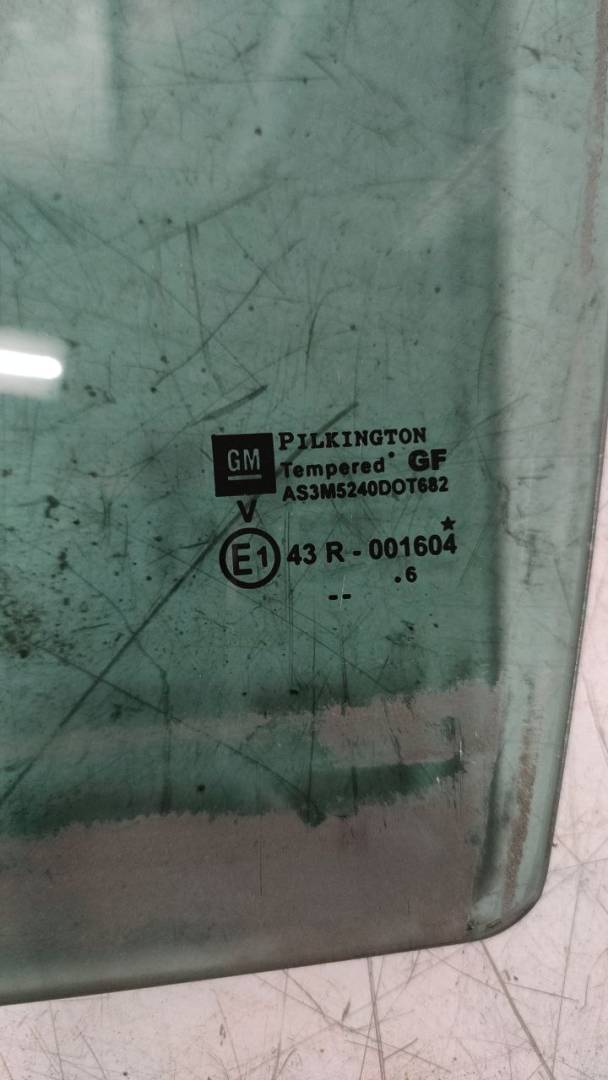 GM PILKINGTON
Tempered• GF
AS3M5240DOT682
V
E1 43 R - 001604 ★
.6
--